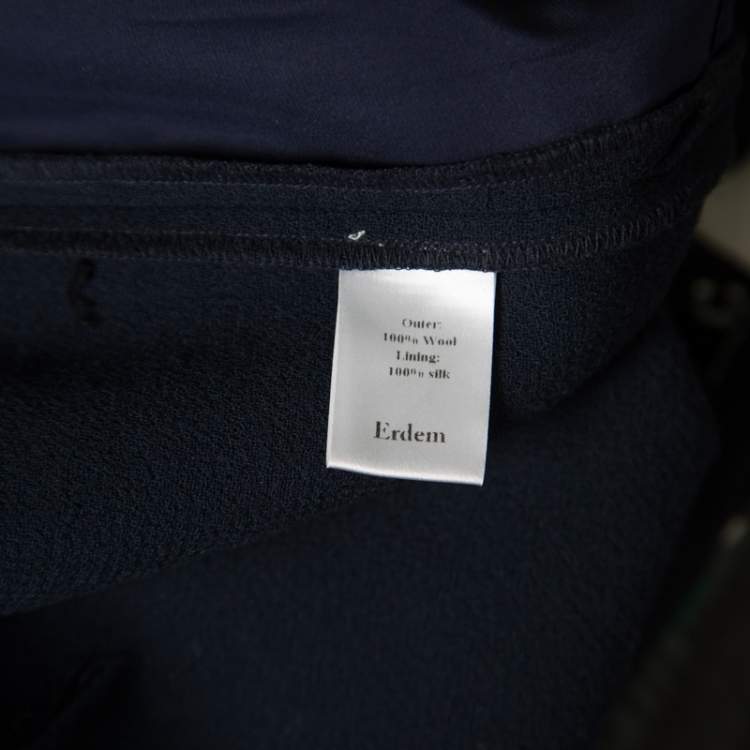 Outer:
100% Wool
Lining:
100% silk
Erdem